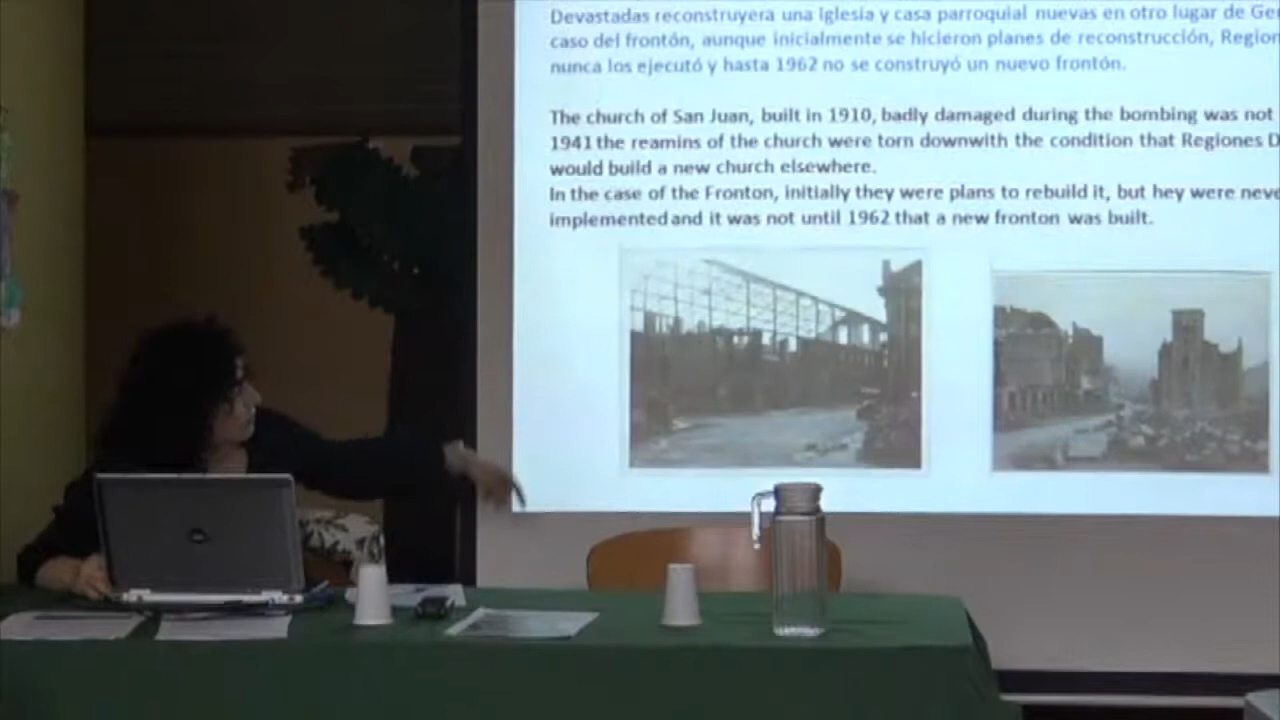 Devastadas reconstruyera una iglesia y casa parroquial nuevas en otro lugar de Ge
caso del frontón, aunque inicialmente se hicieron planes de reconstrucción, Region
nunca los ejecutó y hasta 1962 no se construyó un nuevo frontón.
The church of San Juan, built in 1910, badly damaged during the bombing was not
1941 the reamins of the church were torn downwith the condition that Regiones D
would build a new church elsewhere.
In the case of the Fronton, initially they were plans to rebuild it, but hey were neve
implemented and it was not until 1962 that a new fronton was built.